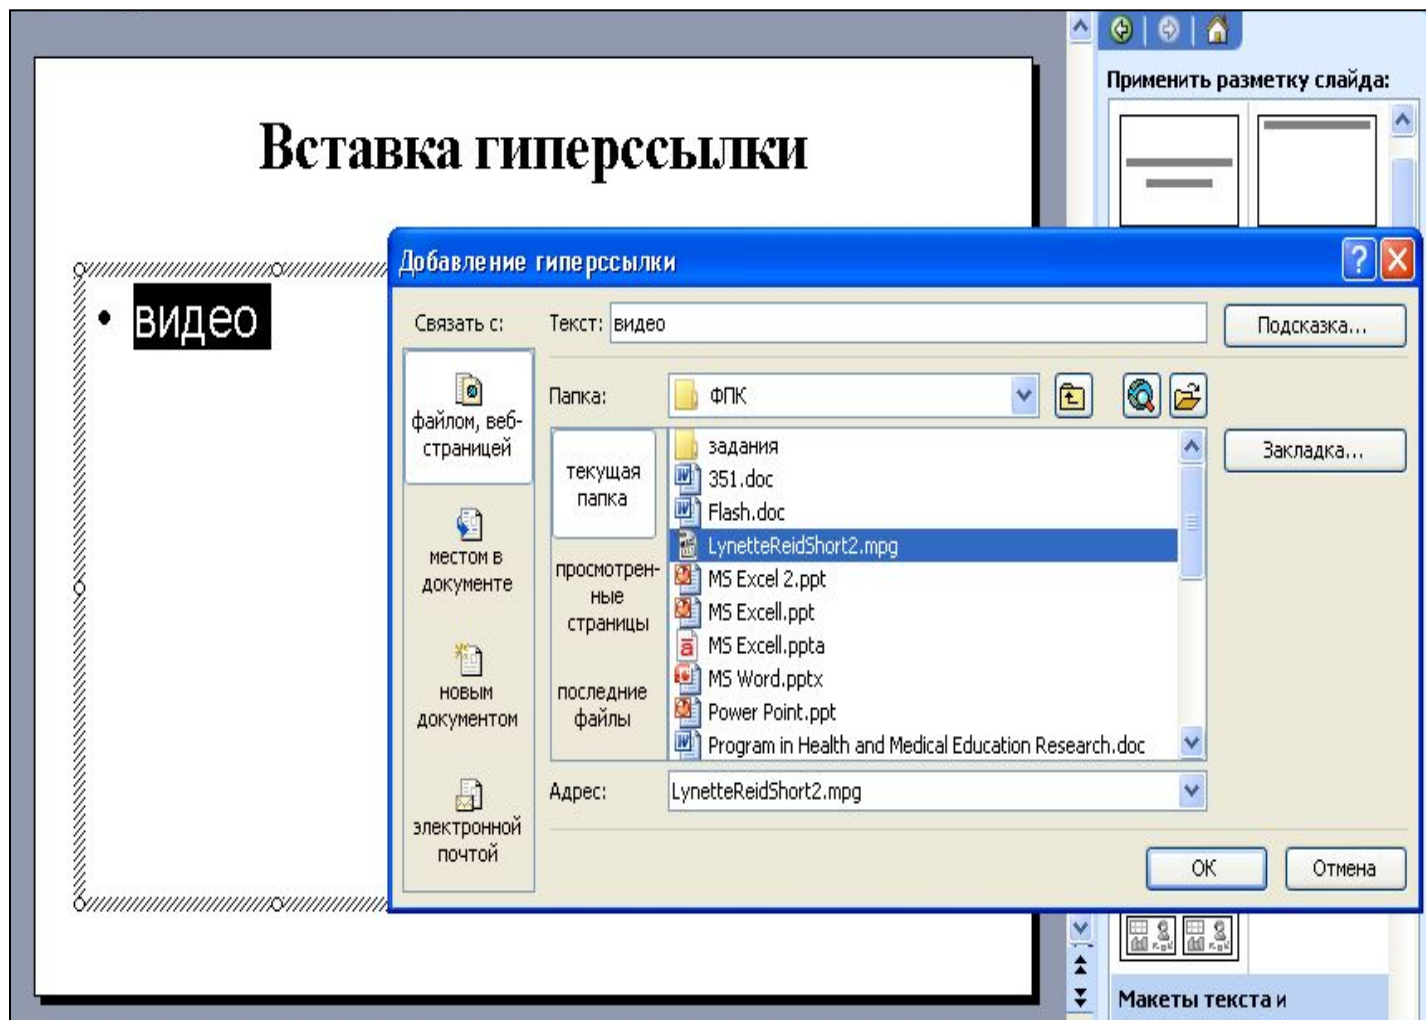 Применить разметку слайда:
Вставка гиперссылки
• видео
Добавление гиперссылки
Связать с:
Текст: видео
Подсказка...
файлом, веб-
страницей
местом в
документе
новым
документом
электронной
почтой
Папка: ФПК
текущая
папка
просмотрен-
ные
страницы
последние
файлы
задания
351.doc
Flash.doc
LynetteReidShort2.mpg
MS Excel 2.ppt
MS Excell.ppt
MS Excell.ppta
MS Word.pptx
Power Point.ppt
Program in Health and Medical Education Research.doc
Закладка...
Адрес: LynetteReidShort2.mpg
ОК
Отмена
Макеты текста и